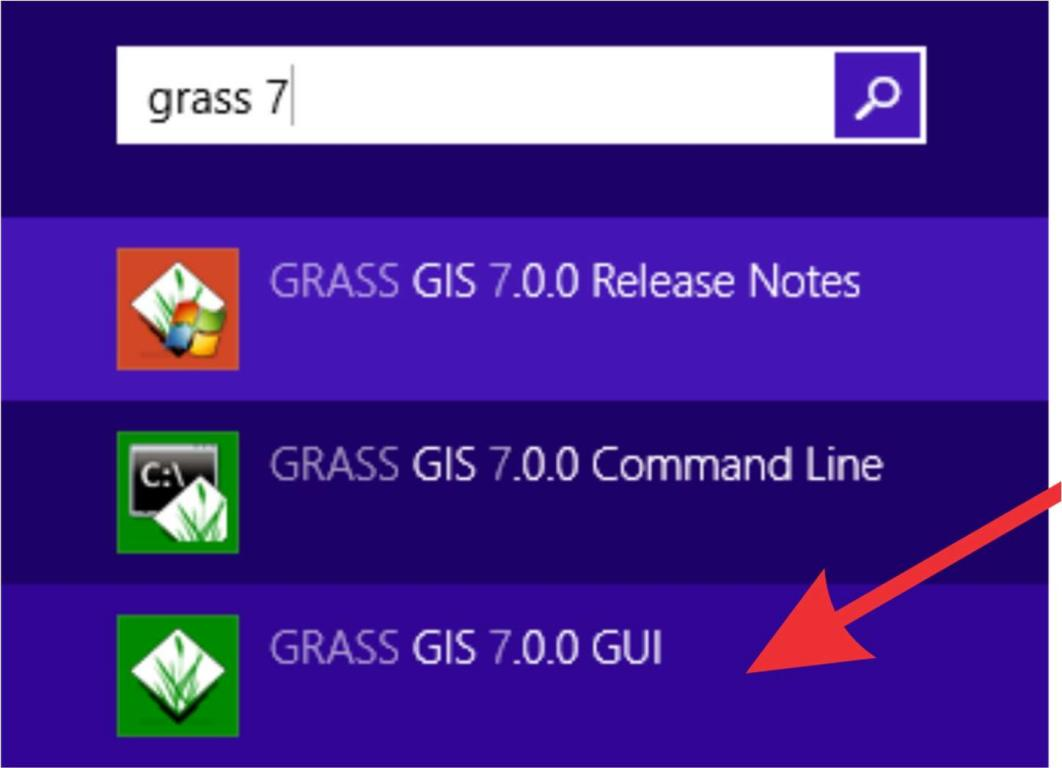 grass 7
GRASS GIS 7.0.0 Release Notes
C:\
GRASS GIS 7.0.0 Command Line
GRASS GIS 7.0.0 GUI